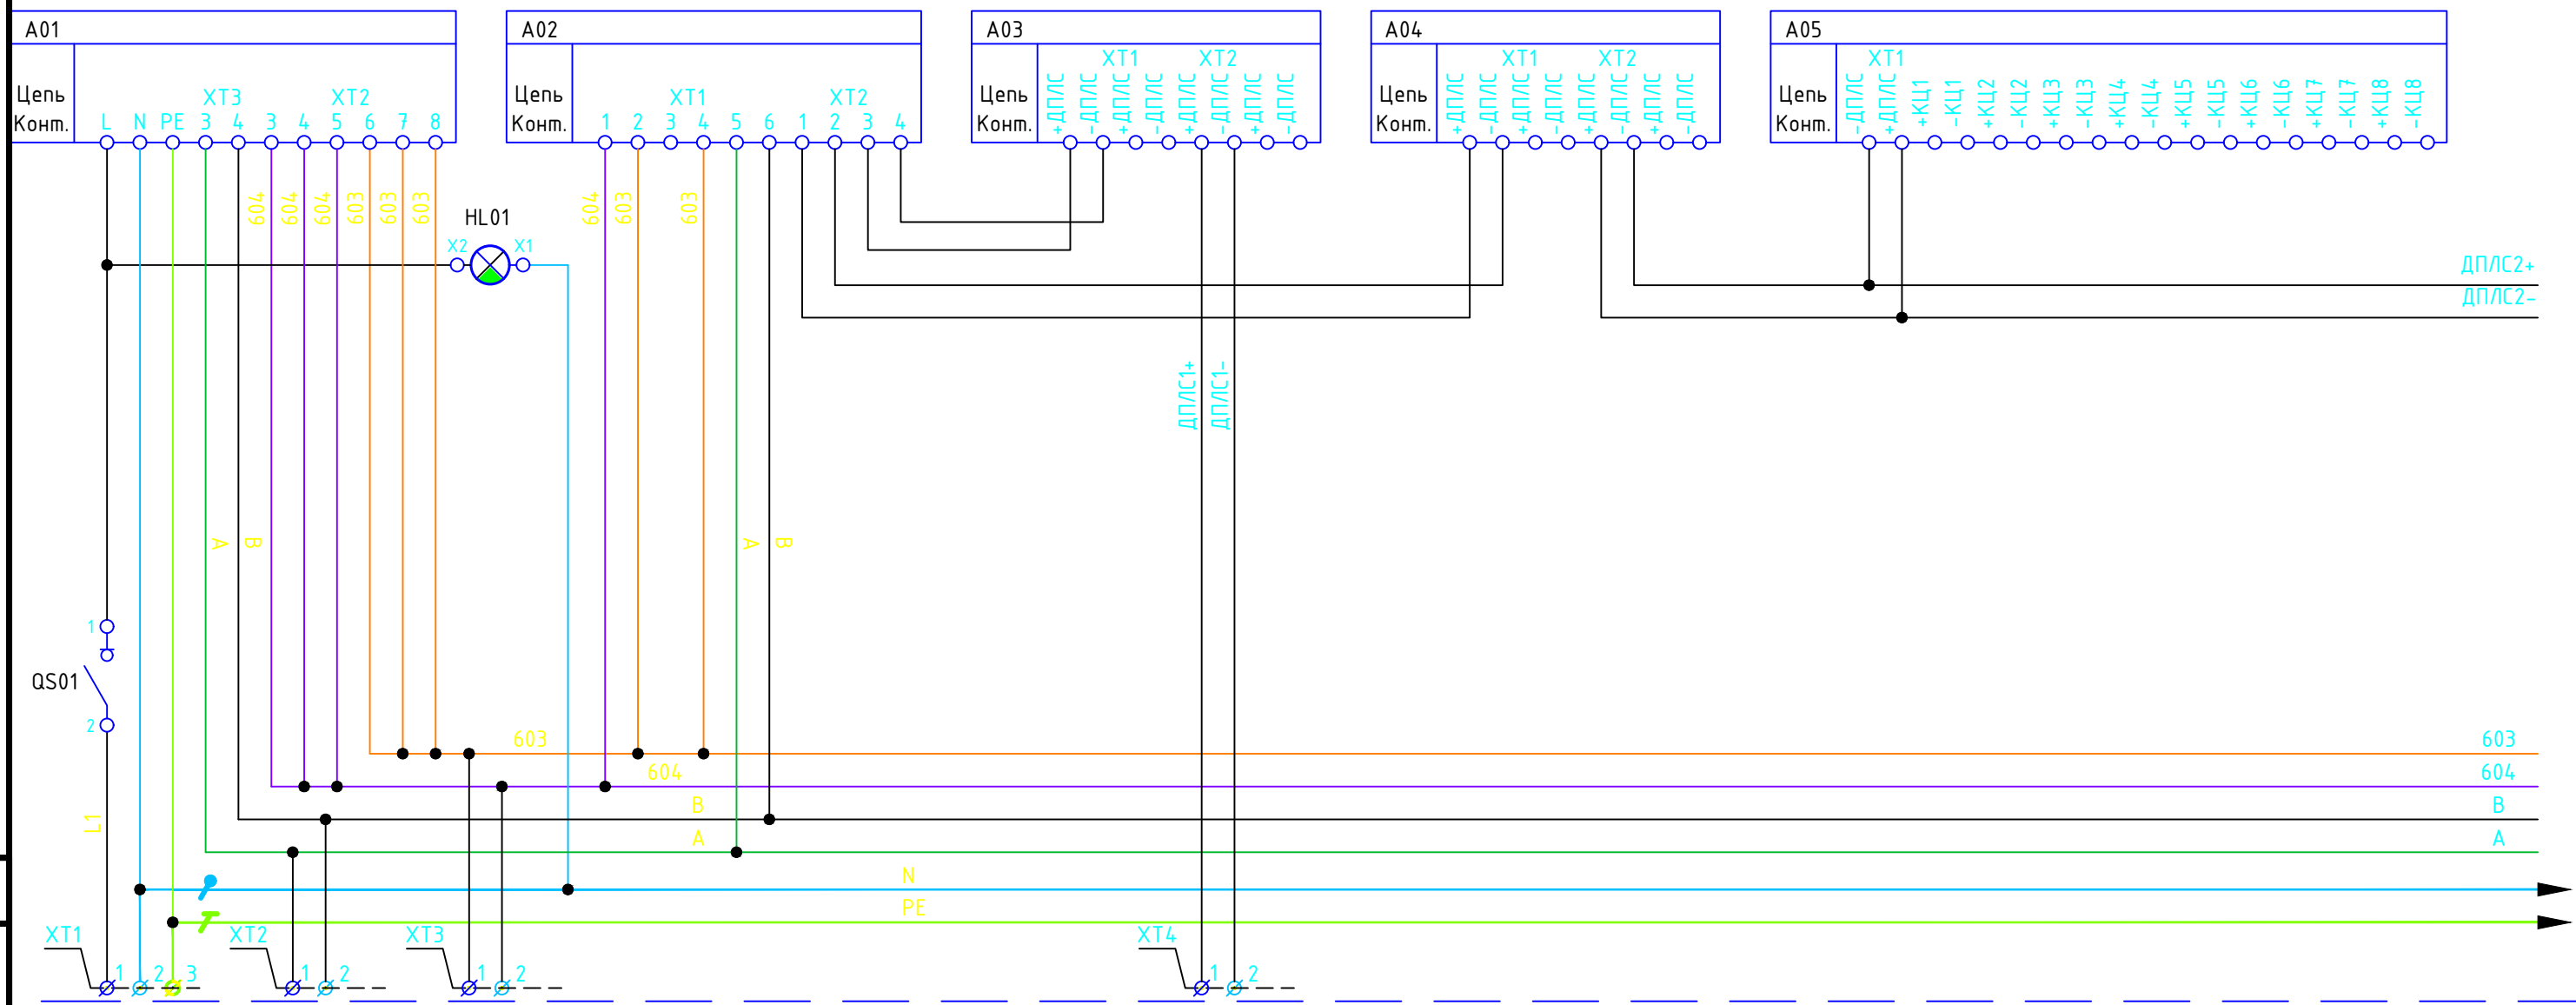 A01
A02
A03
A04
A05
Цепь
Конт.
XT3
XT2
L N PE 3 4 3 4 5 6 7 8
Цепь
Конт.
XT1
XT2
1 2 3 4 5 6 1 2 3 4
Цепь
Конт.
XT1
XT2
+ДПЛС -ДПЛС +ДПЛС -ДПЛС +ДПЛС -ДПЛС +ДПЛС -ДПЛС
Цепь
Конт.
XT1
XT2
+ДПЛС -ДПЛС +ДПЛС -ДПЛС +ДПЛС -ДПЛС +ДПЛС -ДПЛС
Цепь
Конт.
XT1
-ДПЛС +ДПЛС +КЦ1 -КЦ1 +КЦ2 -КЦ2 +КЦ3 -КЦ3 +КЦ4 -КЦ4 +КЦ5 -КЦ5 +КЦ6 -КЦ6 +КЦ7 -КЦ7 +КЦ8 -КЦ8
604 604 604 603 603 603
HL01
X2 X1
604 603 603
ДПЛС2+
ДПЛС2-
ДПЛС1+ ДПЛС1-
A B
A B
1
QS01
2
603
603
604
604
L1
B
B
A
A
N
PE
XT1
1 2 3
XT2
1 2
XT3
1 2
XT4
1 2